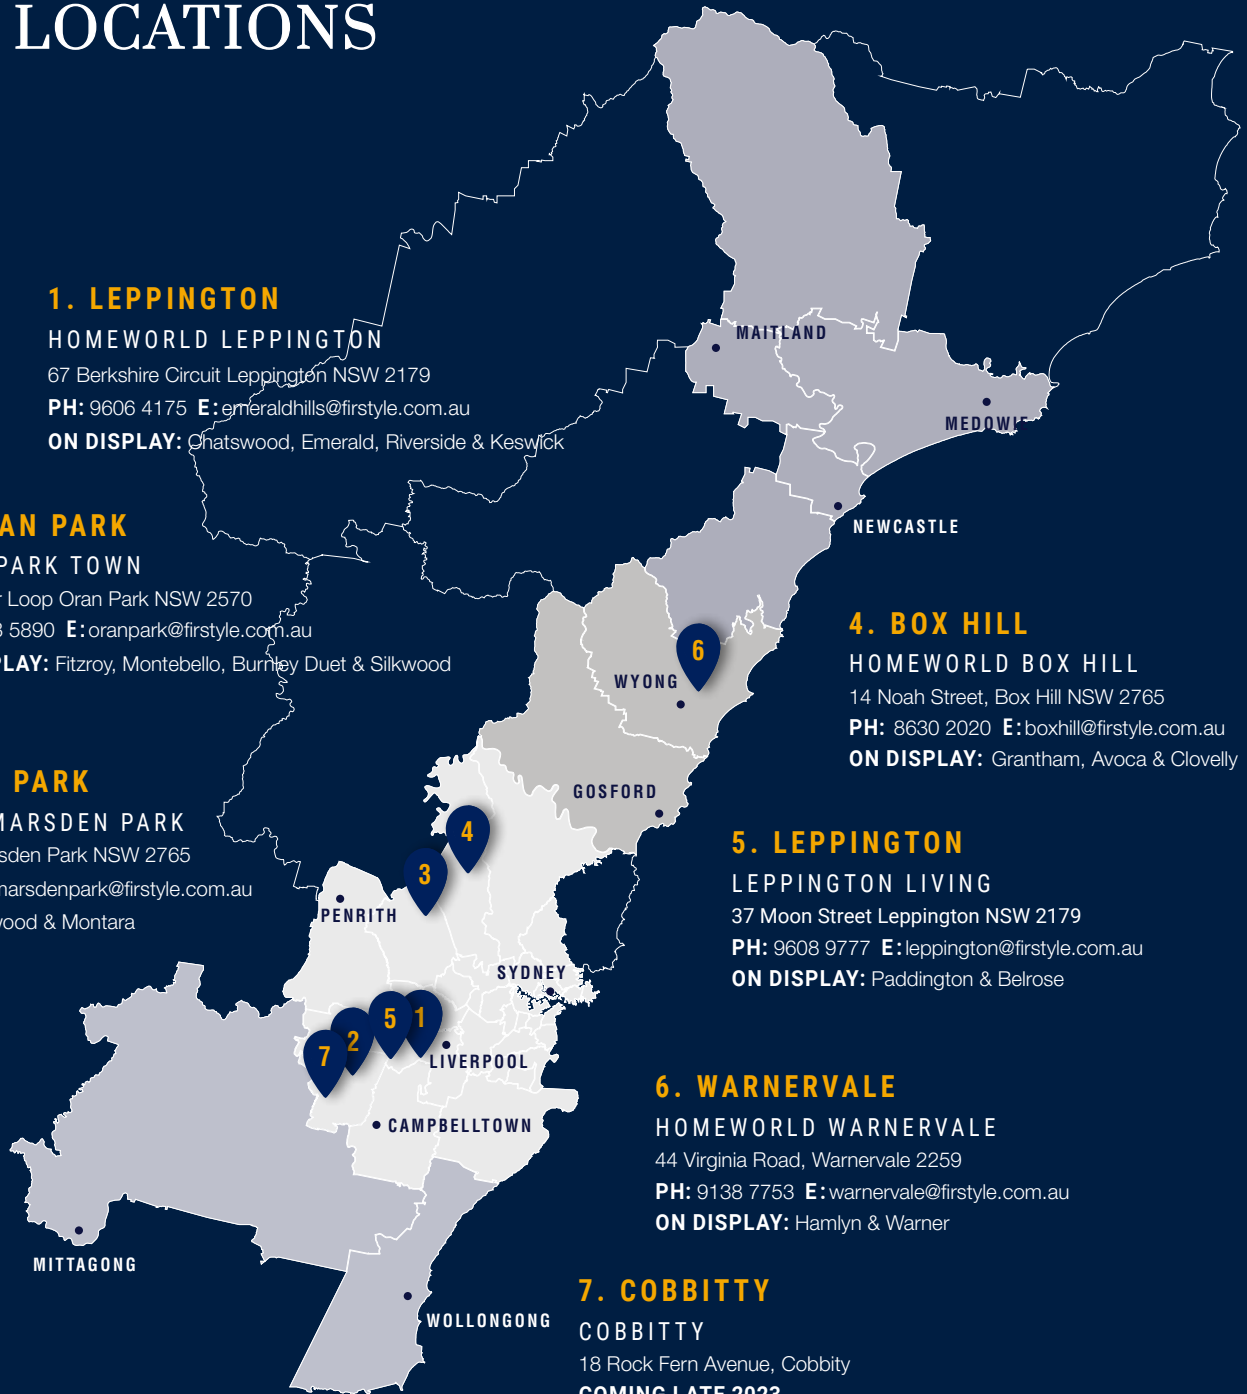 LOCATIONS
1. LEPPINGTON
HOMEWORLD LEPPINGTON
67 Berkshire Circuit Leppington NSW 2179
PH: 9606 4175 E: emeraldhills@firstyle.com.au
ON DISPLAY: Chatswood, Emerald, Riverside & Keswick
AN PARK
PARK TOWN
r Loop Oran Park NSW 2570
5890 E: oranpark@firstyle.com.au
PLAY: Fitzroy, Montebello, Burnley Duet & Silkwood
PARK
MARSDEN PARK
sden Park NSW 2765
marsdenpark@firstyle.com.au
wood & Montara
MAITLAND
MEDOWIE
NEWCASTLE
6
WYONG
GOSFORD
4
3
PENRITH
SYDNEY
5
1
2
7
LIVERPOOL
CAMPBELLTOWN
MITTAGONG
WOLLONGONG
4. BOX HILL
HOMEWORLD BOX HILL
14 Noah Street, Box Hill NSW 2765
PH: 8630 2020 E: boxhill@firstyle.com.au
ON DISPLAY: Grantham, Avoca & Clovelly
5. LEPPINGTON
LEPPINGTON LIVING
37 Moon Street Leppington NSW 2179
PH: 9608 9777 E: leppington@firstyle.com.au
ON DISPLAY: Paddington & Belrose
6. WARNERVALE
HOMEWORLD WARNERVALE
44 Virginia Road, Warnervale 2259
PH: 9138 7753 E: warnervale@firstyle.com.au
ON DISPLAY: Hamlyn & Warner
7. COBBITTY
COBBITTY
18 Rock Fern Avenue, Cobbity
COMING LATE 2023